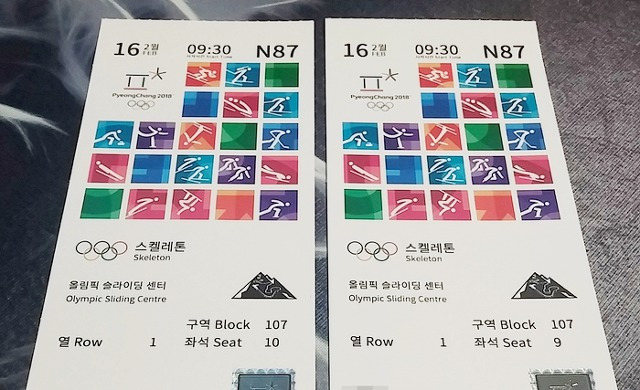 16 2월 FEB 09:30 N87
시작시간 Start Time
PyeongChang 2018
스켈레톤
Skeleton
올림픽 슬라이딩 센터
Olympic Sliding Centre
구역 Block 107
열 Row 1 좌석 Seat 10
16 2월 FEB 09:30 N87
시작시간 Start Time
PyeongChang 2018
스켈레톤
Skeleton
올림픽 슬라이딩 센터
Olympic Sliding Centre
구역 Block 107
열 Row 1 좌석 Seat 9